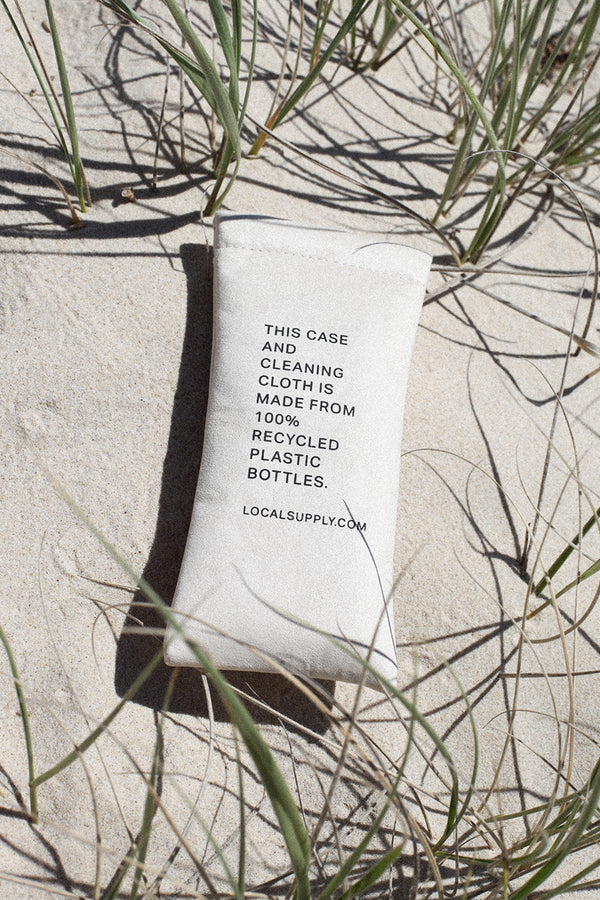 THIS CASE
AND
CLEANING
CLOTH IS
MADE FROM
100%
RECYCLED
PLASTIC
BOTTLES.
LOCALSUPPLY.COM